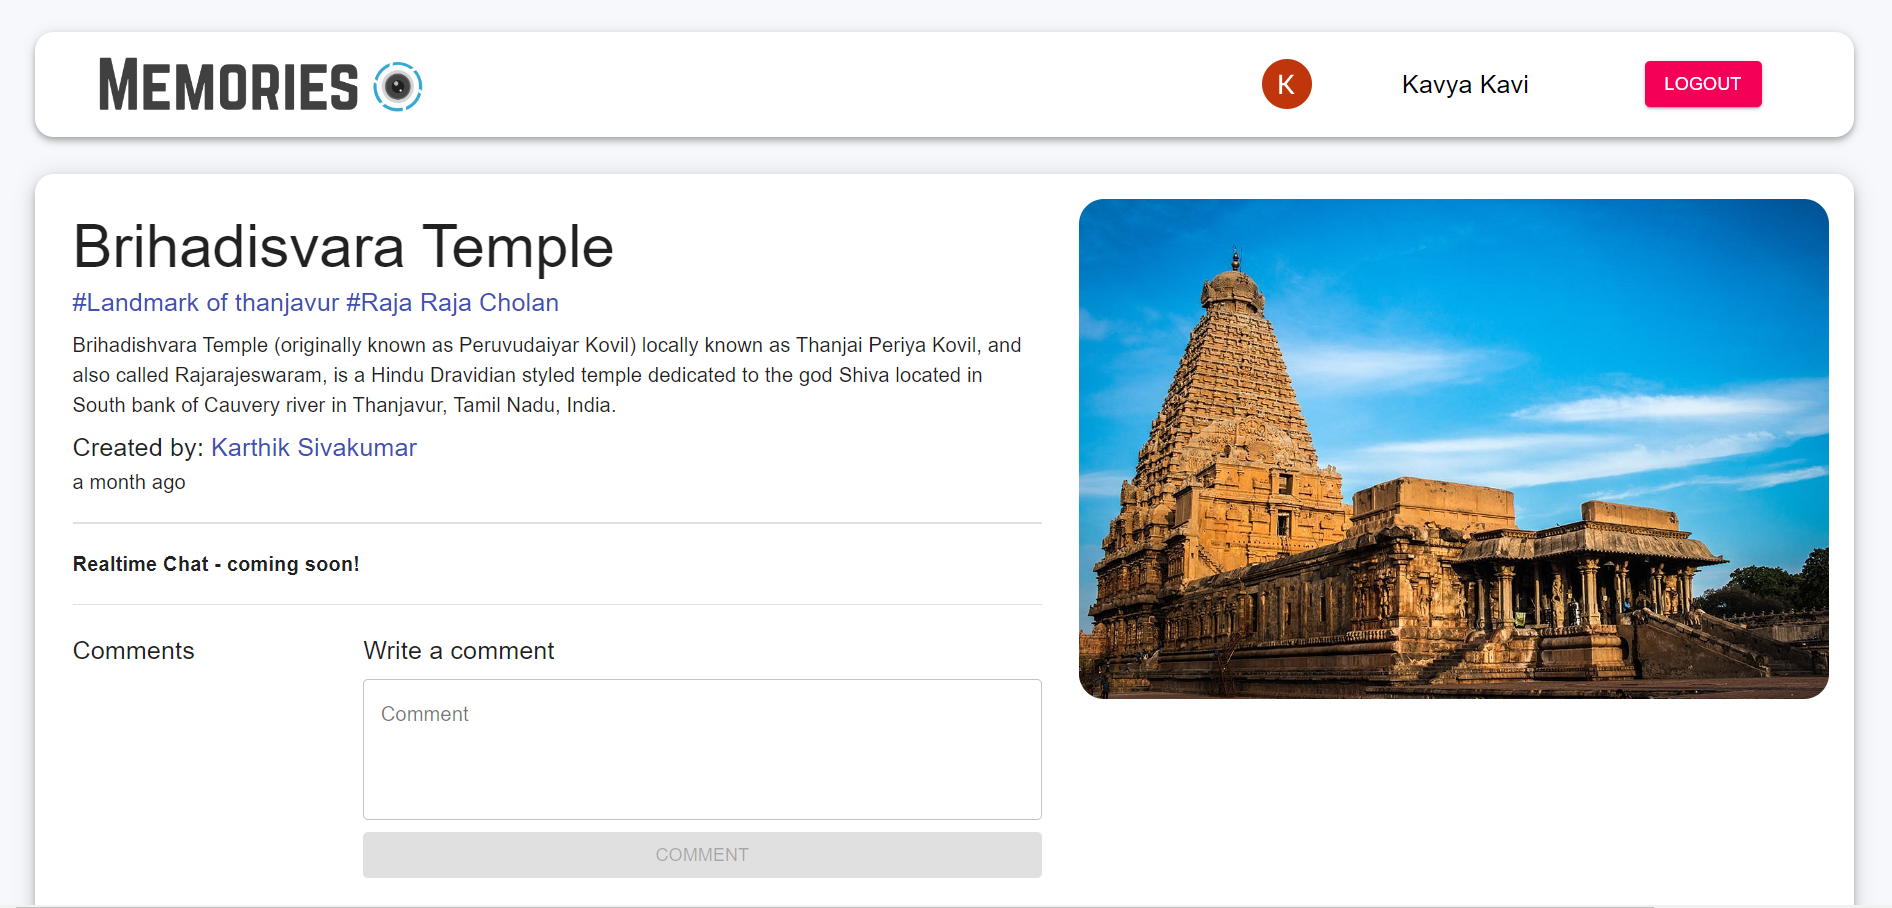 MEMORIES
K
Kavya Kavi
LOGOUT
Brihadisvara Temple
#Landmark of thanjavur #Raja Raja Cholan
Brihadishvara Temple (originally known as Peruvudaiyar Kovil) locally known as Thanjai Periya Kovil, and
also called Rajarajeswaram, is a Hindu Dravidian styled temple dedicated to the god Shiva located in
South bank of Cauvery river in Thanjavur, Tamil Nadu, India.
Created by: Karthik Sivakumar
a month ago
Realtime Chat - coming soon!
Comments
Write a comment
Comment
COMMENT